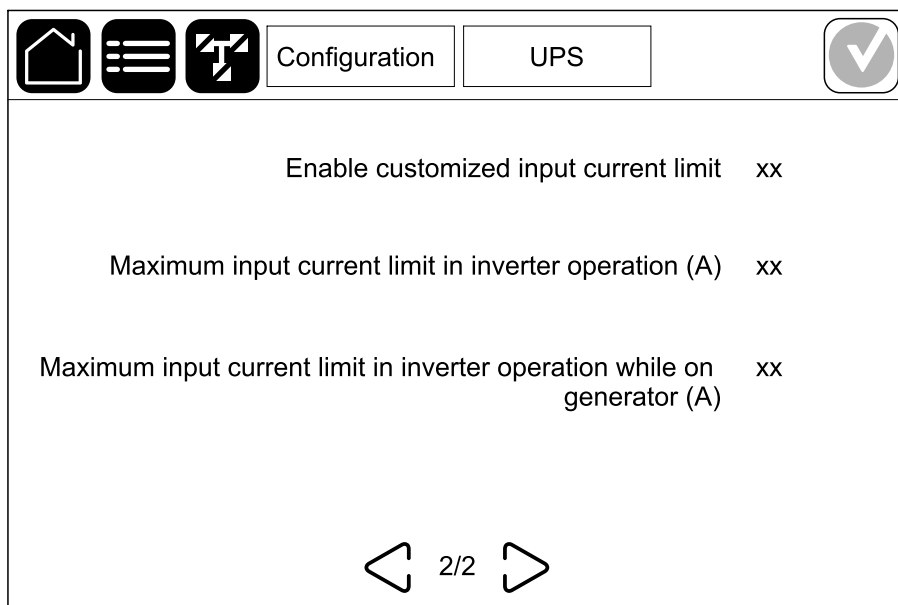 Configuration
UPS
Enable customized input current limit xx
Maximum input current limit in inverter operation (A) xx
Maximum input current limit in inverter operation while on xx
generator (A)
2/2